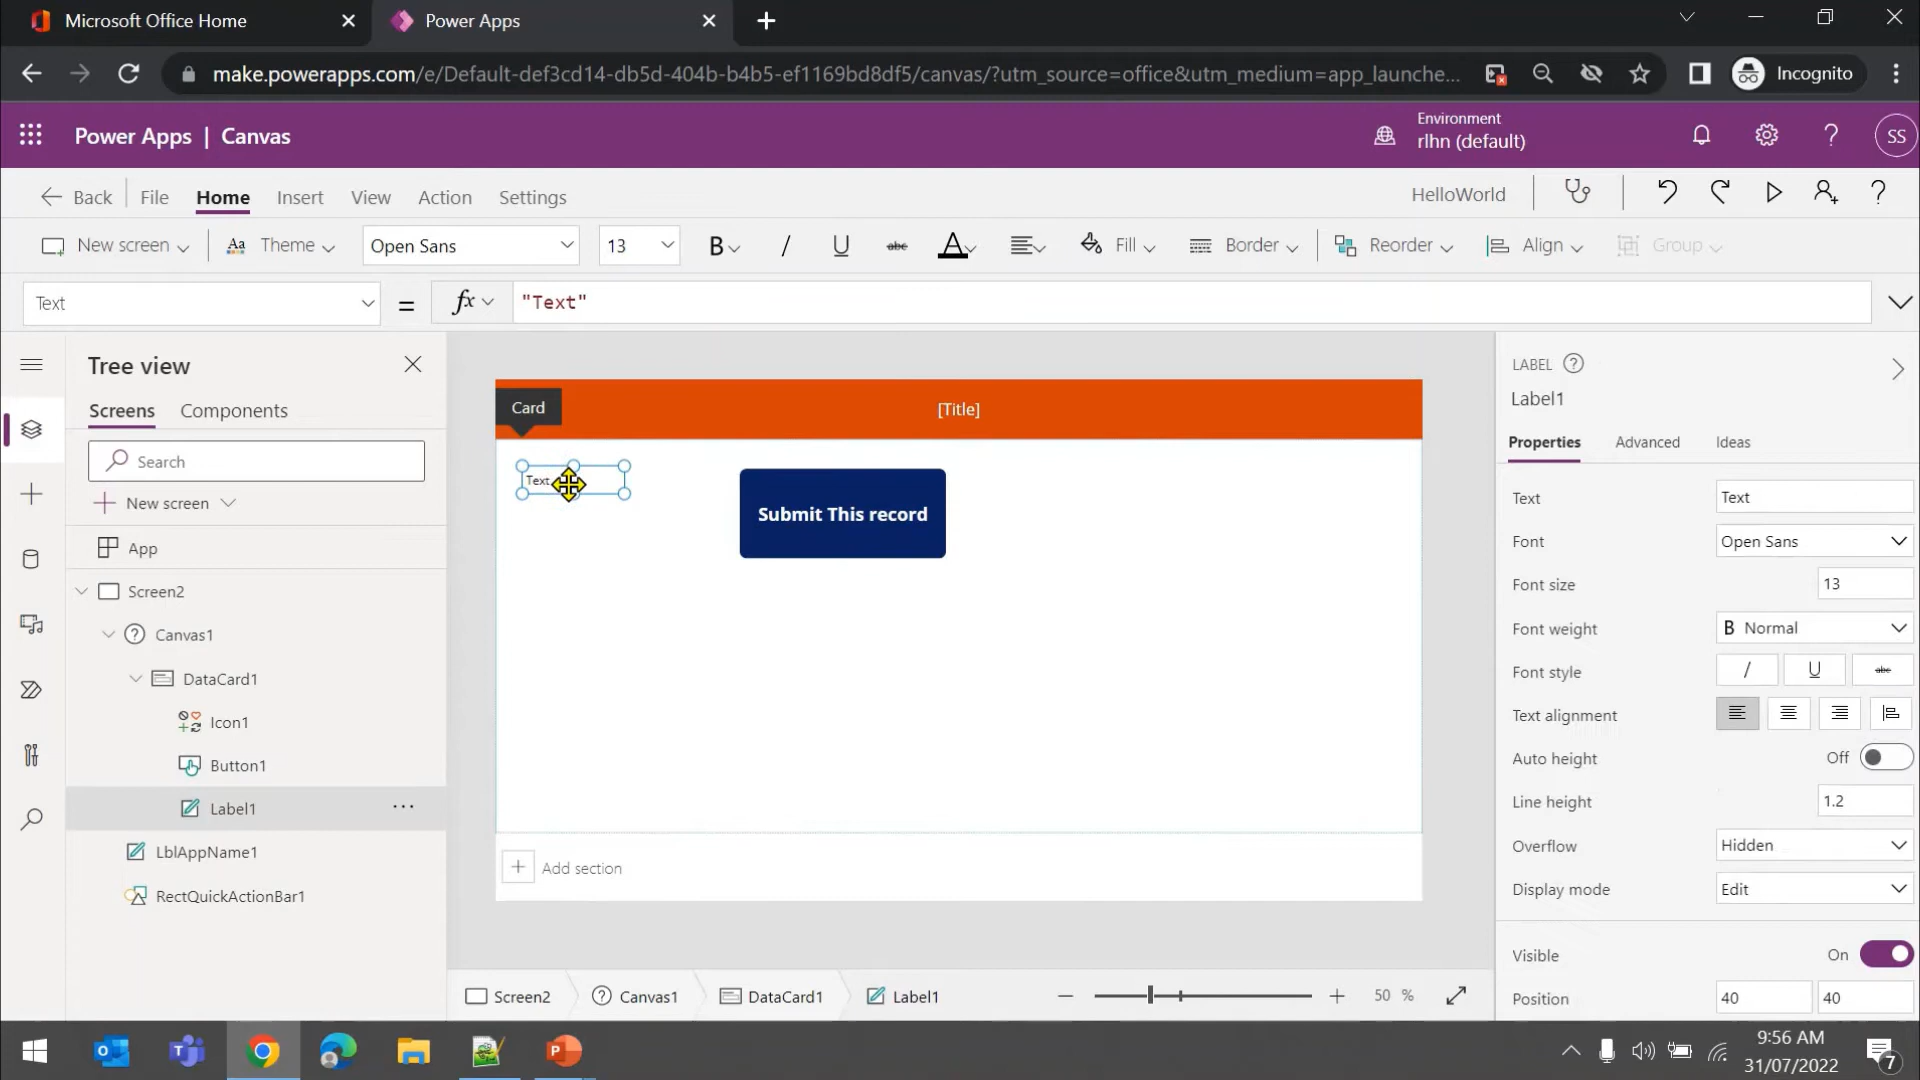 Microsoft Office Home
Power Apps
make.powerapps.com/e/Default-def3cd14-db5d-404b-b4b5-ef1169bd8df5/canvas/?utm_source=office&utm_medium=app_launche...
Incognito
Power Apps | Canvas
Environment
rlhn (default)
SS
Back
File
Home
Insert
View
Action
Settings
HelloWorld
New screen
Theme
Open Sans
13
B
/
U
abc
A
Fill
Border
Reorder
Align
Group
Text
=
fx
"Text"
Tree view
Screens
Components
Search
New screen
App
Screen2
Canvas1
DataCard1
Icon1
Button1
Label1
LblAppName1
RectQuickActionBar1
Card
[Title]
Text
Submit This record
Add section
Screen2
Canvas1
DataCard1
Label1
50 %
LABEL
Label1
Properties
Advanced
Ideas
Text
Text
Font
Open Sans
Font size
13
Font weight
B Normal
Font style
/
U
abc
Text alignment
Auto height
Off
Line height
1.2
Overflow
Hidden
Display mode
Edit
Visible
On
Position
40
40
9:56 AM
31/07/2022
7